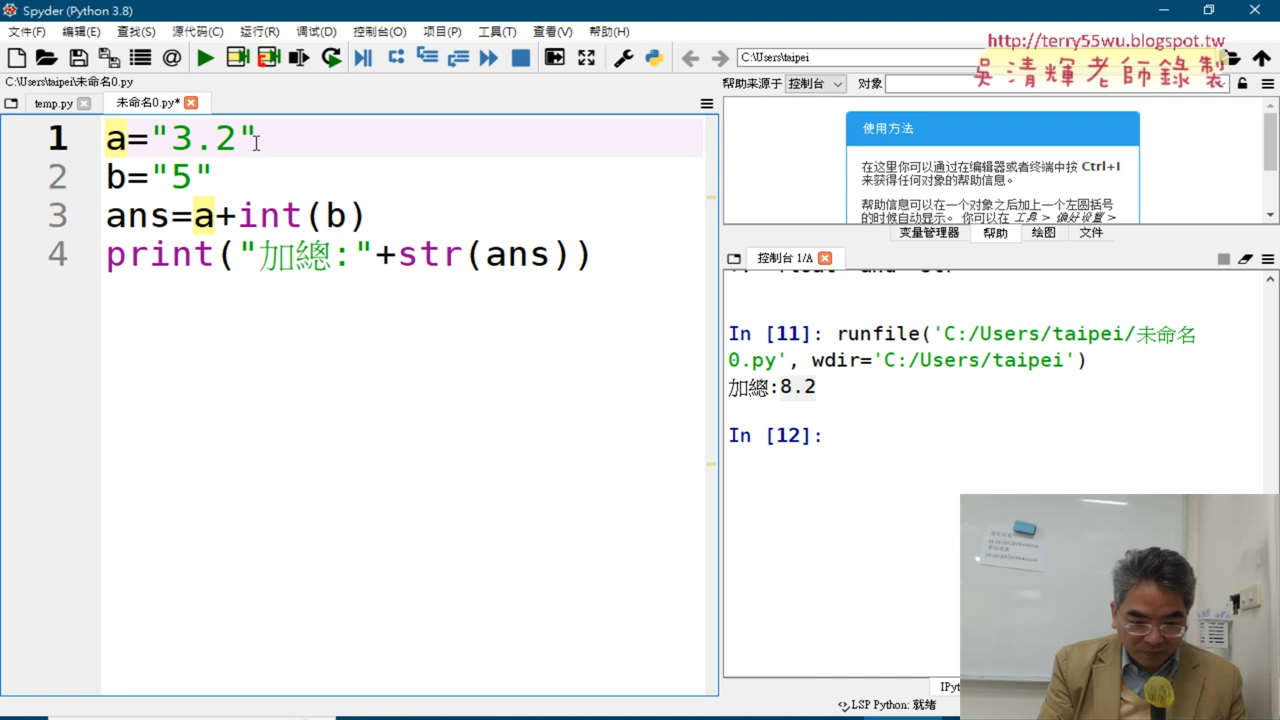 Spyder (Python 3.8)
文件(F) 编辑(E) 查找(S) 源代码(C) 运行(R) 调试(D) 控制台(O) 项目(P) 工具(T) 查看(V) 帮助(H)
http://terry55wu.blogspot.tw
C:\Users\taipei
吳清輝老師錄製
C:\Users\taipei\未命名0.py
帮助来源于 控制台 对象
temp.py 未命名0.py*
1 a="3.2"
2 b="5"
3 ans=a+int(b)
4 print("加總:"+str(ans))
使用方法
在这里你可以通过在编辑器或者终端中按 Ctrl+I
来获得任何对象的帮助信息。
帮助信息可以在一个对象之后加上一个左圆括号
的时候自动显示。 你可以在 工具 > 偏好设置 >
变量管理器 帮助 绘图 文件
控制台 1/A
In [11]: runfile('C:/Users/taipei/未命名
0.py', wdir='C:/Users/taipei')
加總:8.2
In [12]:
LSP Python: 就绪